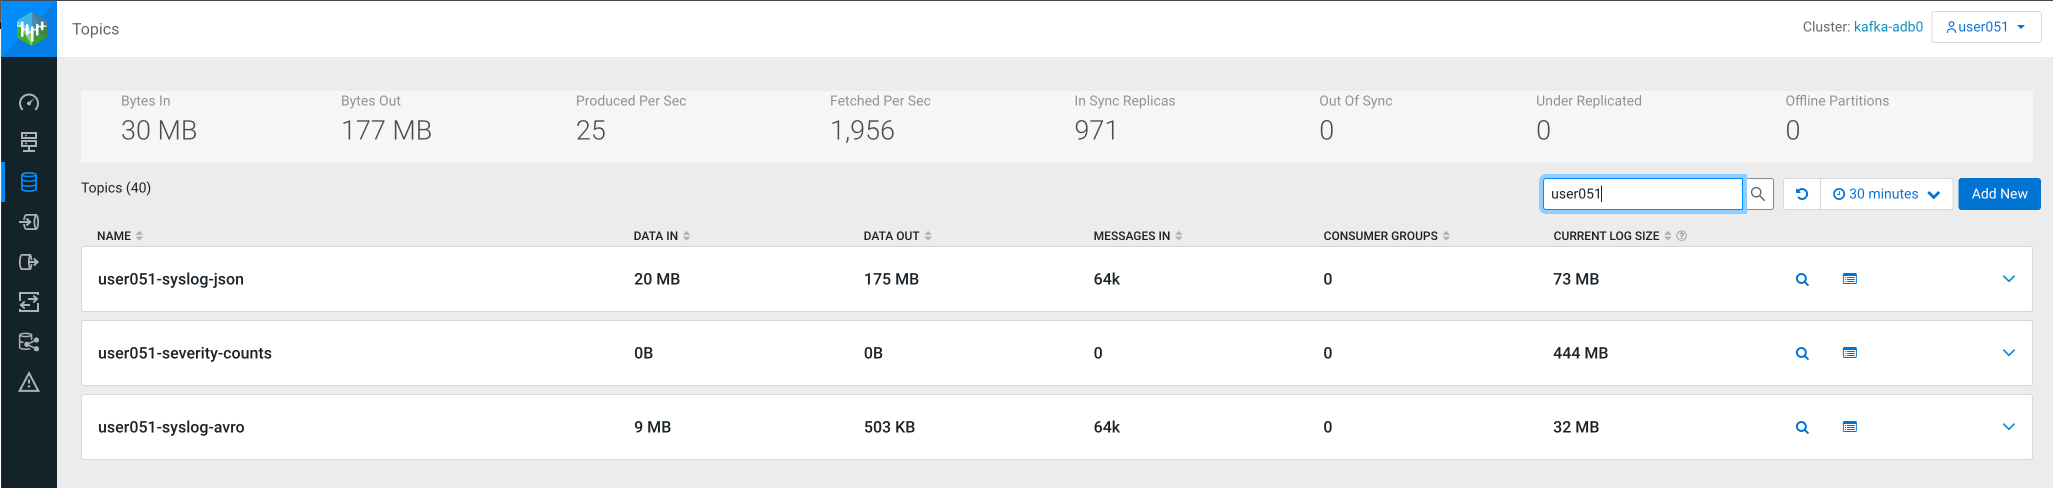 Topics
Cluster: kafka-adb0 user051
Bytes In Bytes Out Produced Per Sec Fetched Per Sec In Sync Replicas Out Of Sync Under Replicated Offline Partitions
30 MB 177 MB 25 1,956 971 0 0 0
Topics (40)
user051 30 minutes Add New
NAME DATA IN DATA OUT MESSAGES IN CONSUMER GROUPS CURRENT LOG SIZE
user051-syslog-json 20 MB 175 MB 64k 0 73 MB
user051-severity-counts 0B 0B 0 0 444 MB
user051-syslog-avro 9 MB 503 KB 64k 0 32 MB